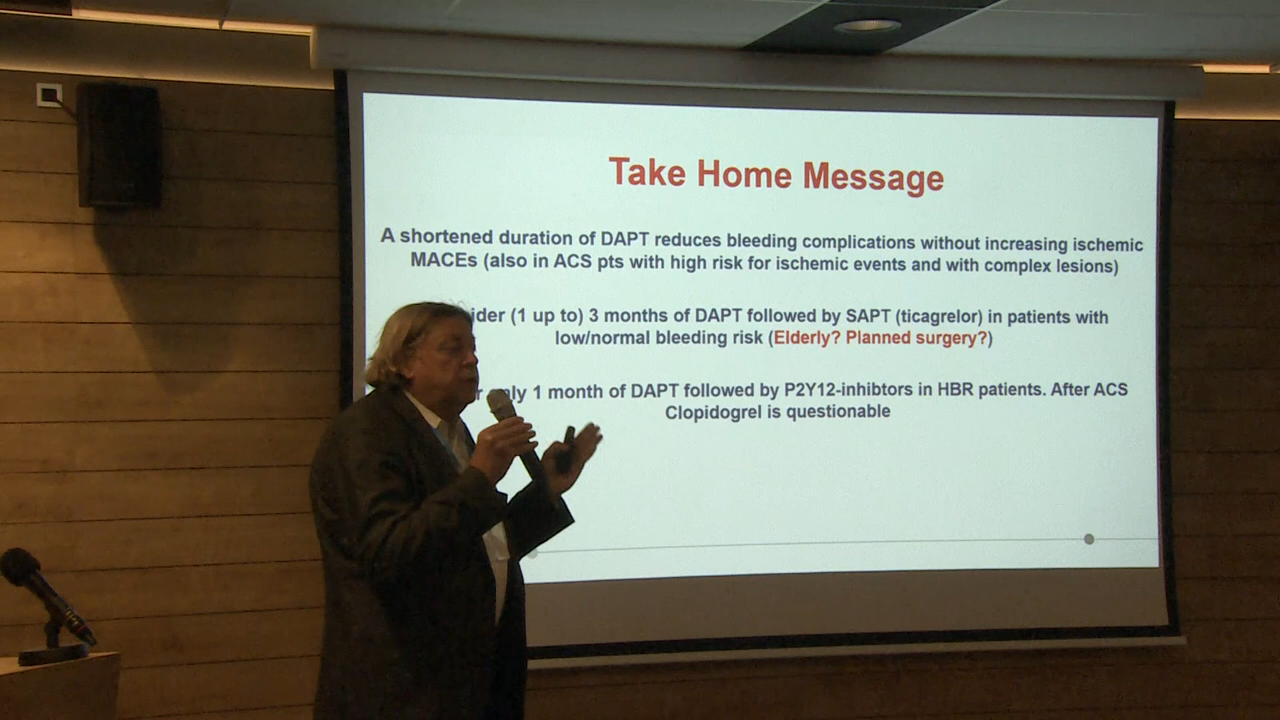 Take Home Message
A shortened duration of DAPT reduces bleeding complications without increasing ischemic
MACEs (also in ACS pts with high risk for ischemic events and with complex lesions)
(1 up to) 3 months of DAPT followed by SAPT (ticagrelor) in patients with
low/normal bleeding risk (Elderly? Planned surgery?)
only 1 month of DAPT followed by P2Y12-inhibtors in HBR patients. After ACS
Clopidogrel is questionable